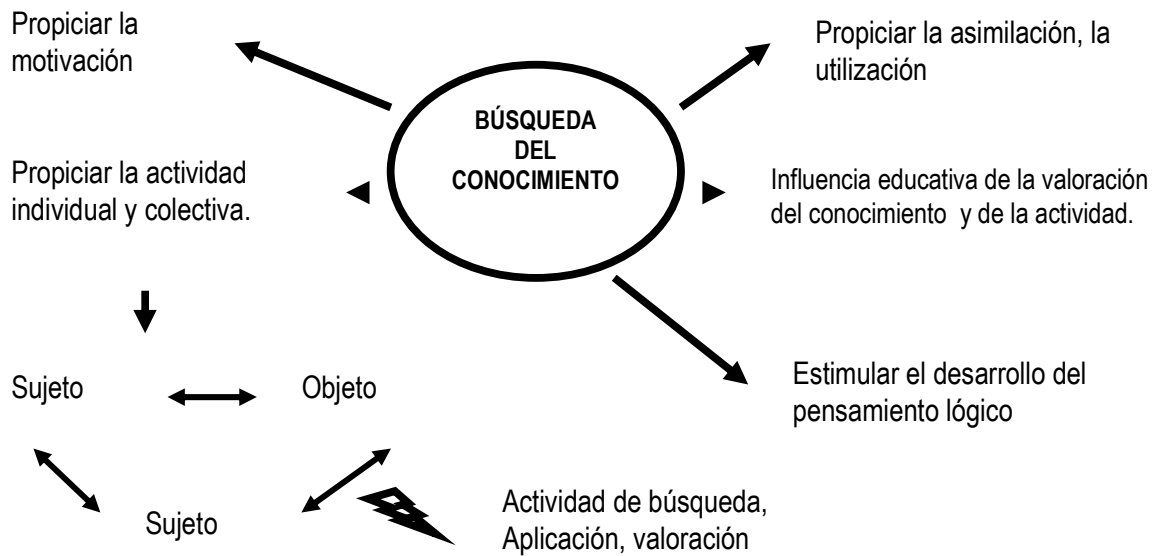 Propiciar la
motivación
Propiciar la asimilación, la
utilización
BÚSQUEDA
DEL
CONOCIMIENTO
Propiciar la actividad
individual y colectiva.
Influencia educativa de la valoración
del conocimiento  y de la actividad.
Sujeto
Objeto
Estimular el desarrollo del
pensamiento lógico
Sujeto
Actividad de búsqueda,
Aplicación, valoración